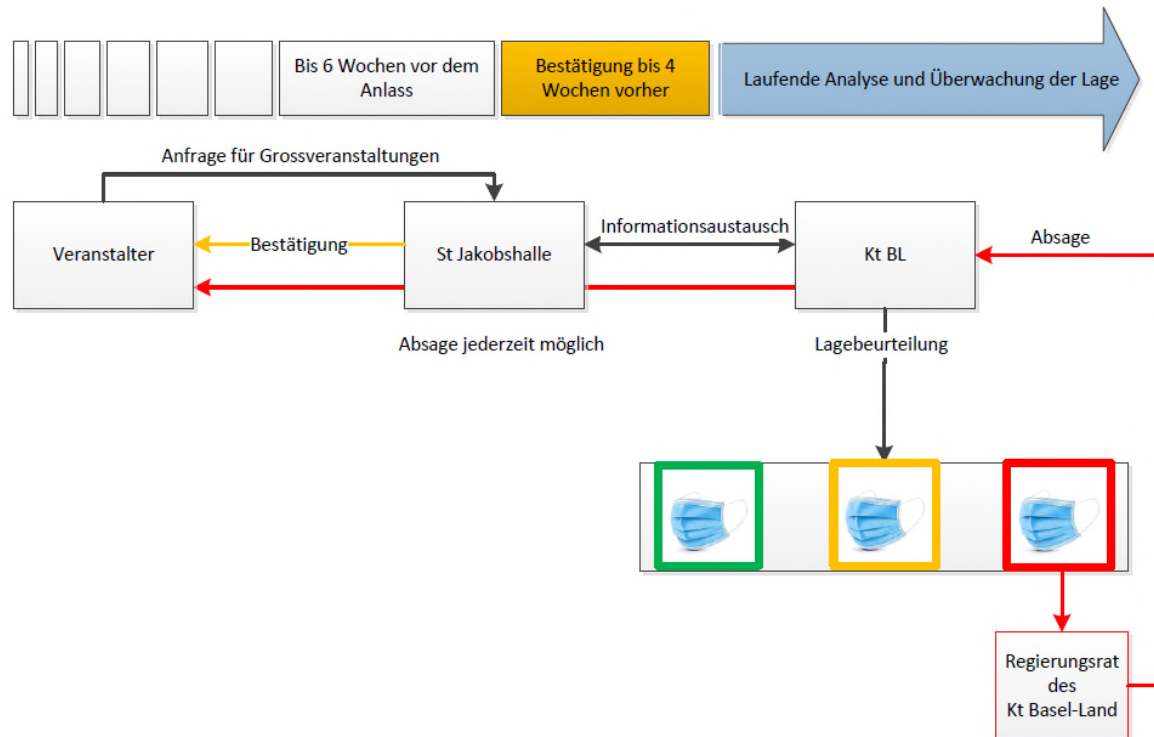 Bis 6 Wochen vor dem
Anlass
Bestätigung bis 4
Wochen vorher
Laufende Analyse und Überwachung der Lage
Anfrage für Grossveranstaltungen
Veranstalter
Bestätigung
St Jakobshalle
Informationsaustausch
Kt BL
Absage
Absage jederzeit möglich
Lagebeurteilung
Regierungsrat
des
Kt Basel-Land